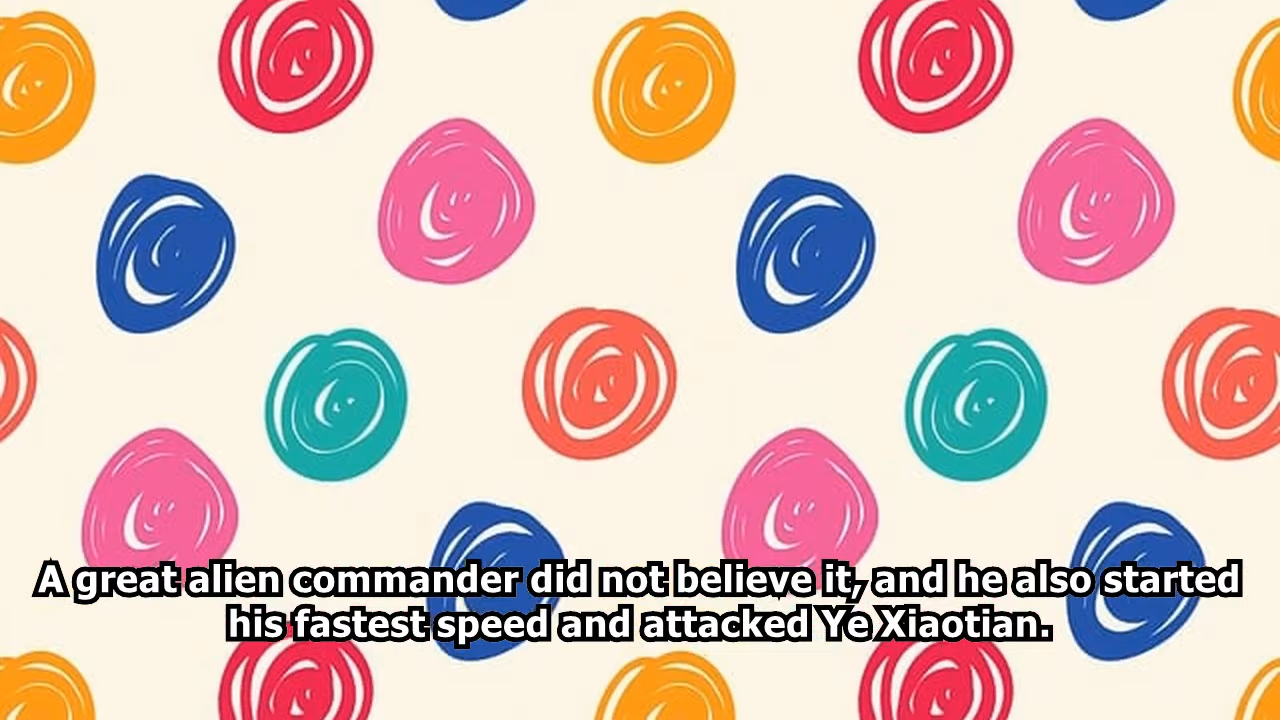 A great alien commander did not believe it, and he also started
his fastest speed and attacked Ye Xiaotian.